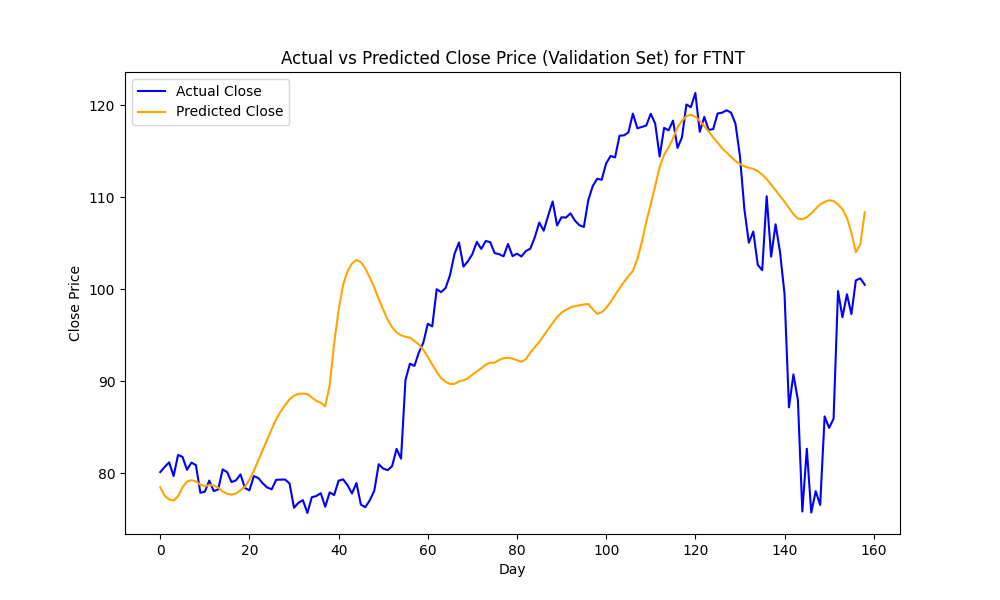 Actual vs Predicted Close Price (Validation Set) for FTNT
Actual Close
Predicted Close
Close Price
120
110
100
90
80
0 20 40 60 80 100 120 140 160
Day